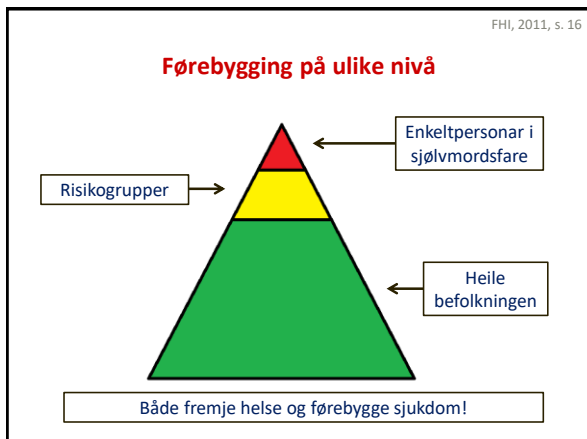 FHI, 2011, s. 16
Førebygging på ulike nivå
Enkeltpersonar i
sjølvmordsfare
Risikogrupper
Heile
befolkningen
Både fremje helse og førebygge sjukdom!